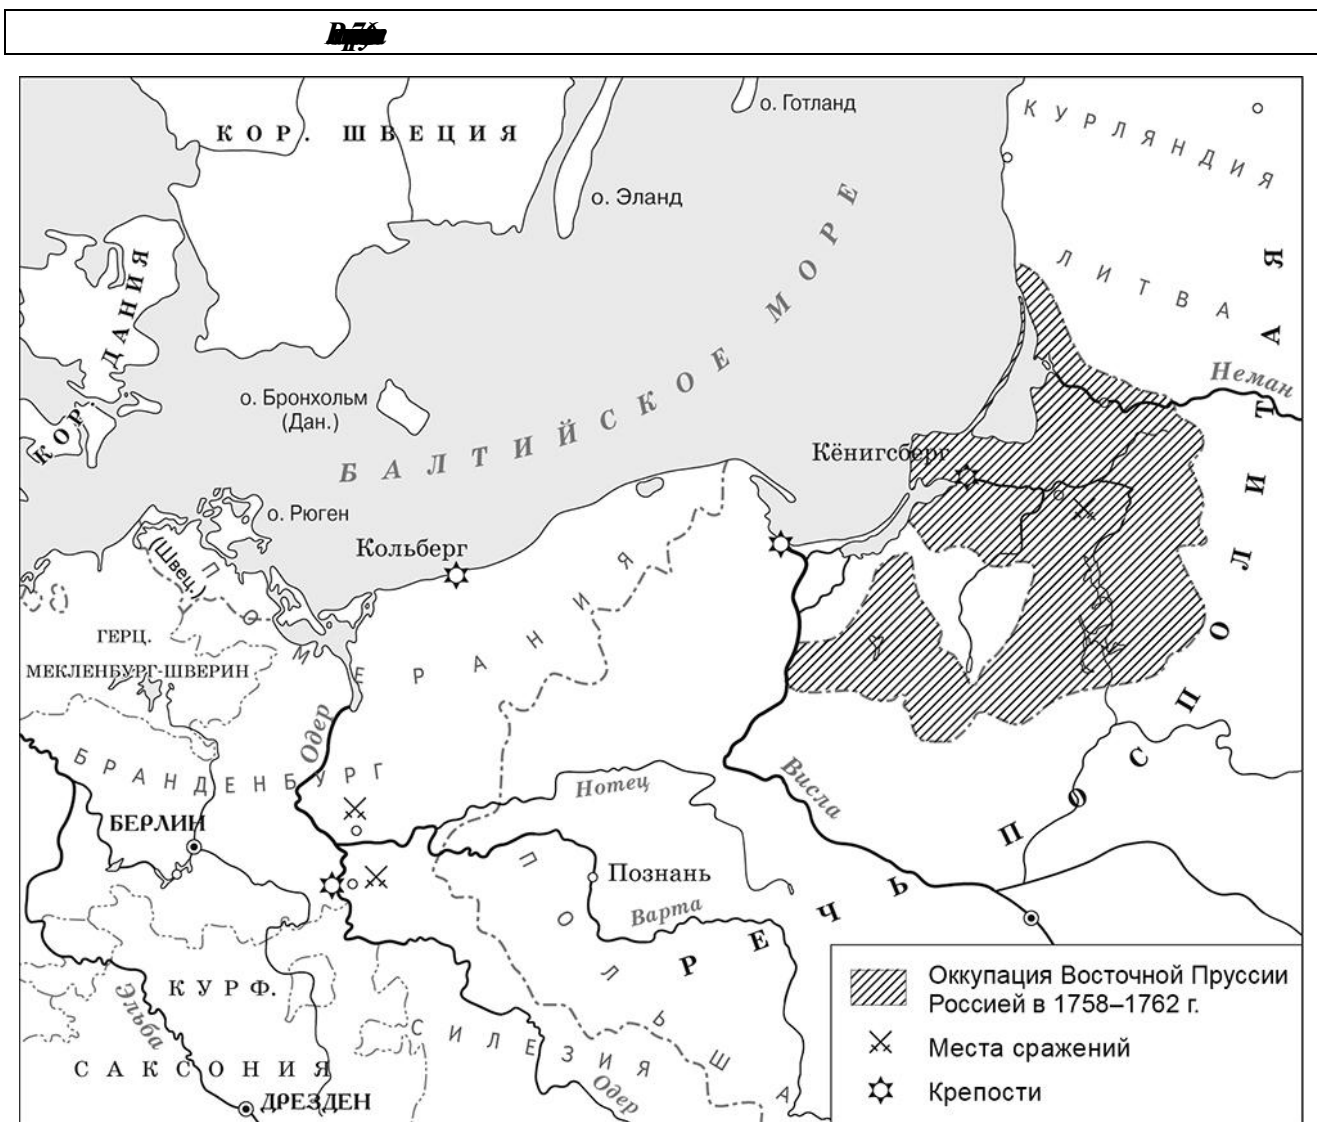 КОР. ШВЕЦИЯ
о. Готланд
КУРЛЯНДИЯ
о. Эланд
БАЛТИЙСКОЕ МОРЕ
КОР. ДАНИЯ
ЛИТВА
Неман
о. Бронхольм
(Дан.)
Кёнигсберг
о. Рюген
Кольберг
(Швец.)
ПОМЕРАНИЯ
ГЕРЦ.
МЕКЛЕНБУРГ-ШВЕРИН
Одер
БРАНДЕНБУРГ
БЕРЛИН
Нотец
Висла
Познань
Варта
ПОЛЬША
РЕЧЬ ПОСПОЛИТАЯ
КУРФ.
САКСОНИЯ
Эльба
СИЛЕЗИЯ
Одер
ДРЕЗДЕН
Оккупация Восточной Пруссии
Россией в 1758–1762 г.
Места сражений
Крепости